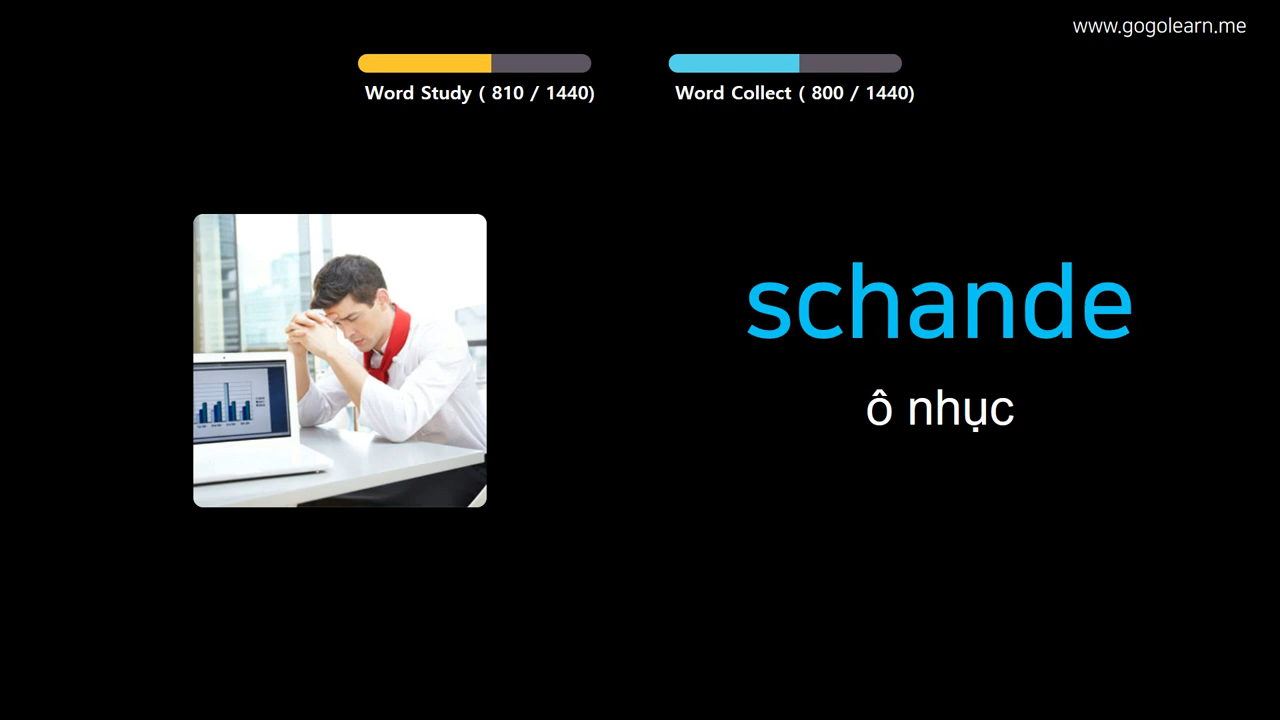 www.gogolearn.me
Word Study ( 810 / 1440)
Word Collect ( 800 / 1440)
schande
ô nhục